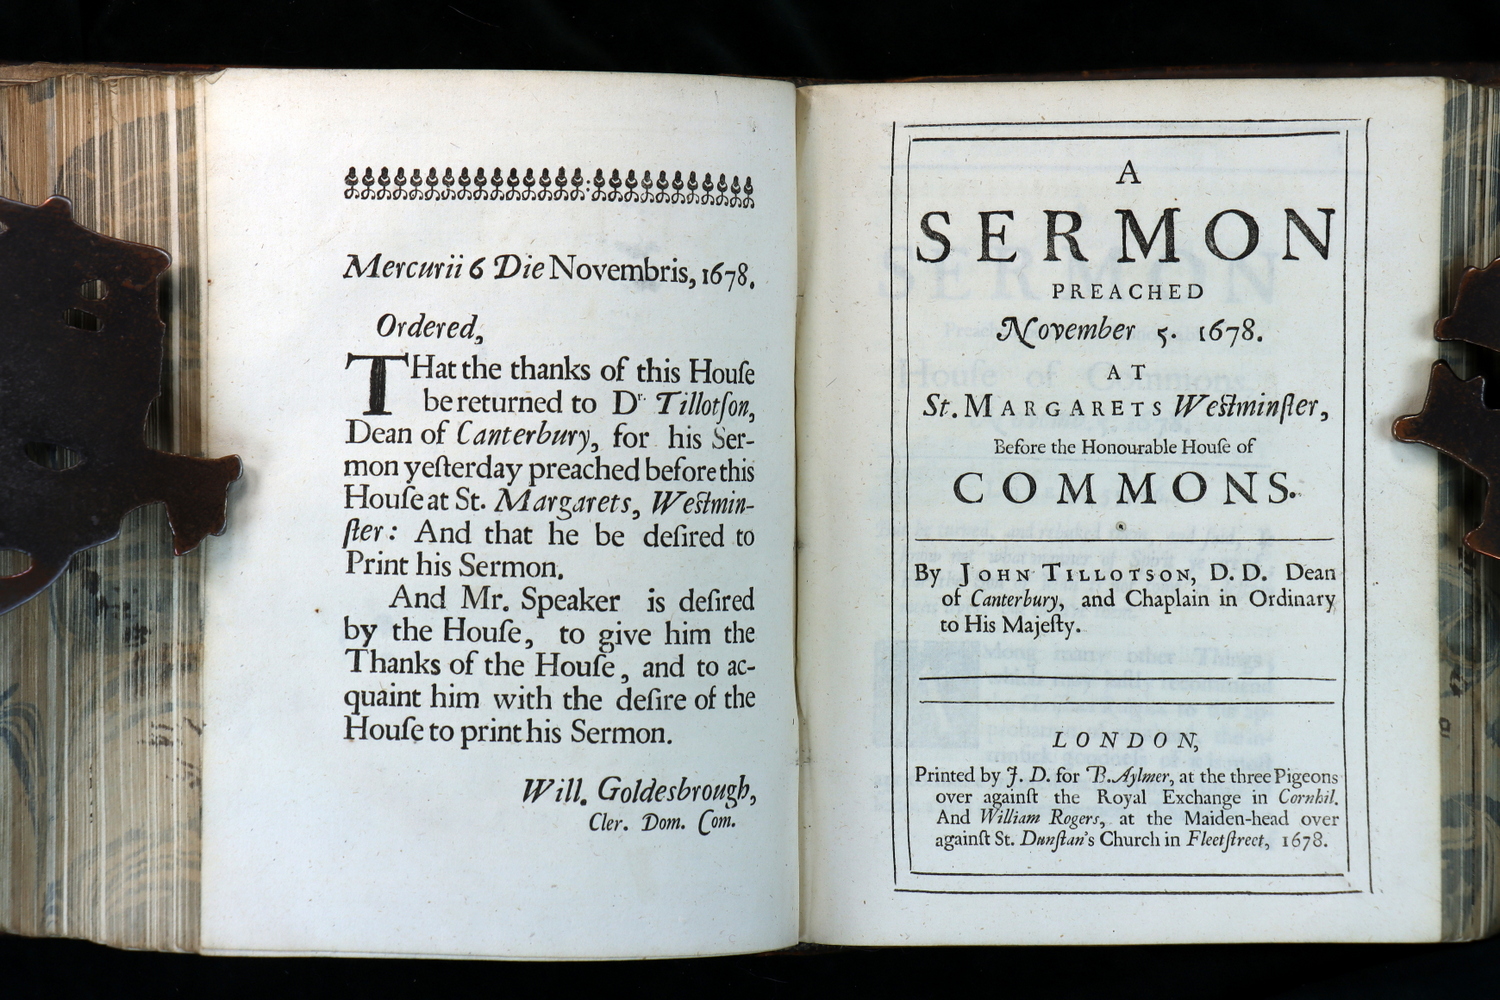 Mercurii 6 Die Novembris, 1678.
Ordered,
THat the thanks of this Houſe
be returned to Dr. Tillotſon,
Dean of Canterbury, for his Ser-
mon yeſterday preached before this
Houſe at St. Margarets, Weſtmin-
ſter: And that he be deſired to
Print his Sermon.
And Mr. Speaker is deſired
by the Houſe, to give him the
Thanks of the Houſe, and to ac-
quaint him with the deſire of the
Houſe to print his Sermon.
Will. Goldesbrough,
Cler. Dom. Com.
A
SERMON
PREACHED
November 5. 1678.
AT
St. MARGARETS Weſtminſter,
Before the Honourable Houſe of
COMMONS.
By JOHN TILLOTSON, D.D. Dean
of Canterbury, and Chaplain in Ordinary
to His Majeſty.
LONDON,
Printed by J. D. for B. Aylmer, at the three Pigeons
over againſt the Royal Exchange in Cornhil.
And William Rogers, at the Maiden-head over
againſt St. Dunſtan's Church in Fleetſtreet, 1678.